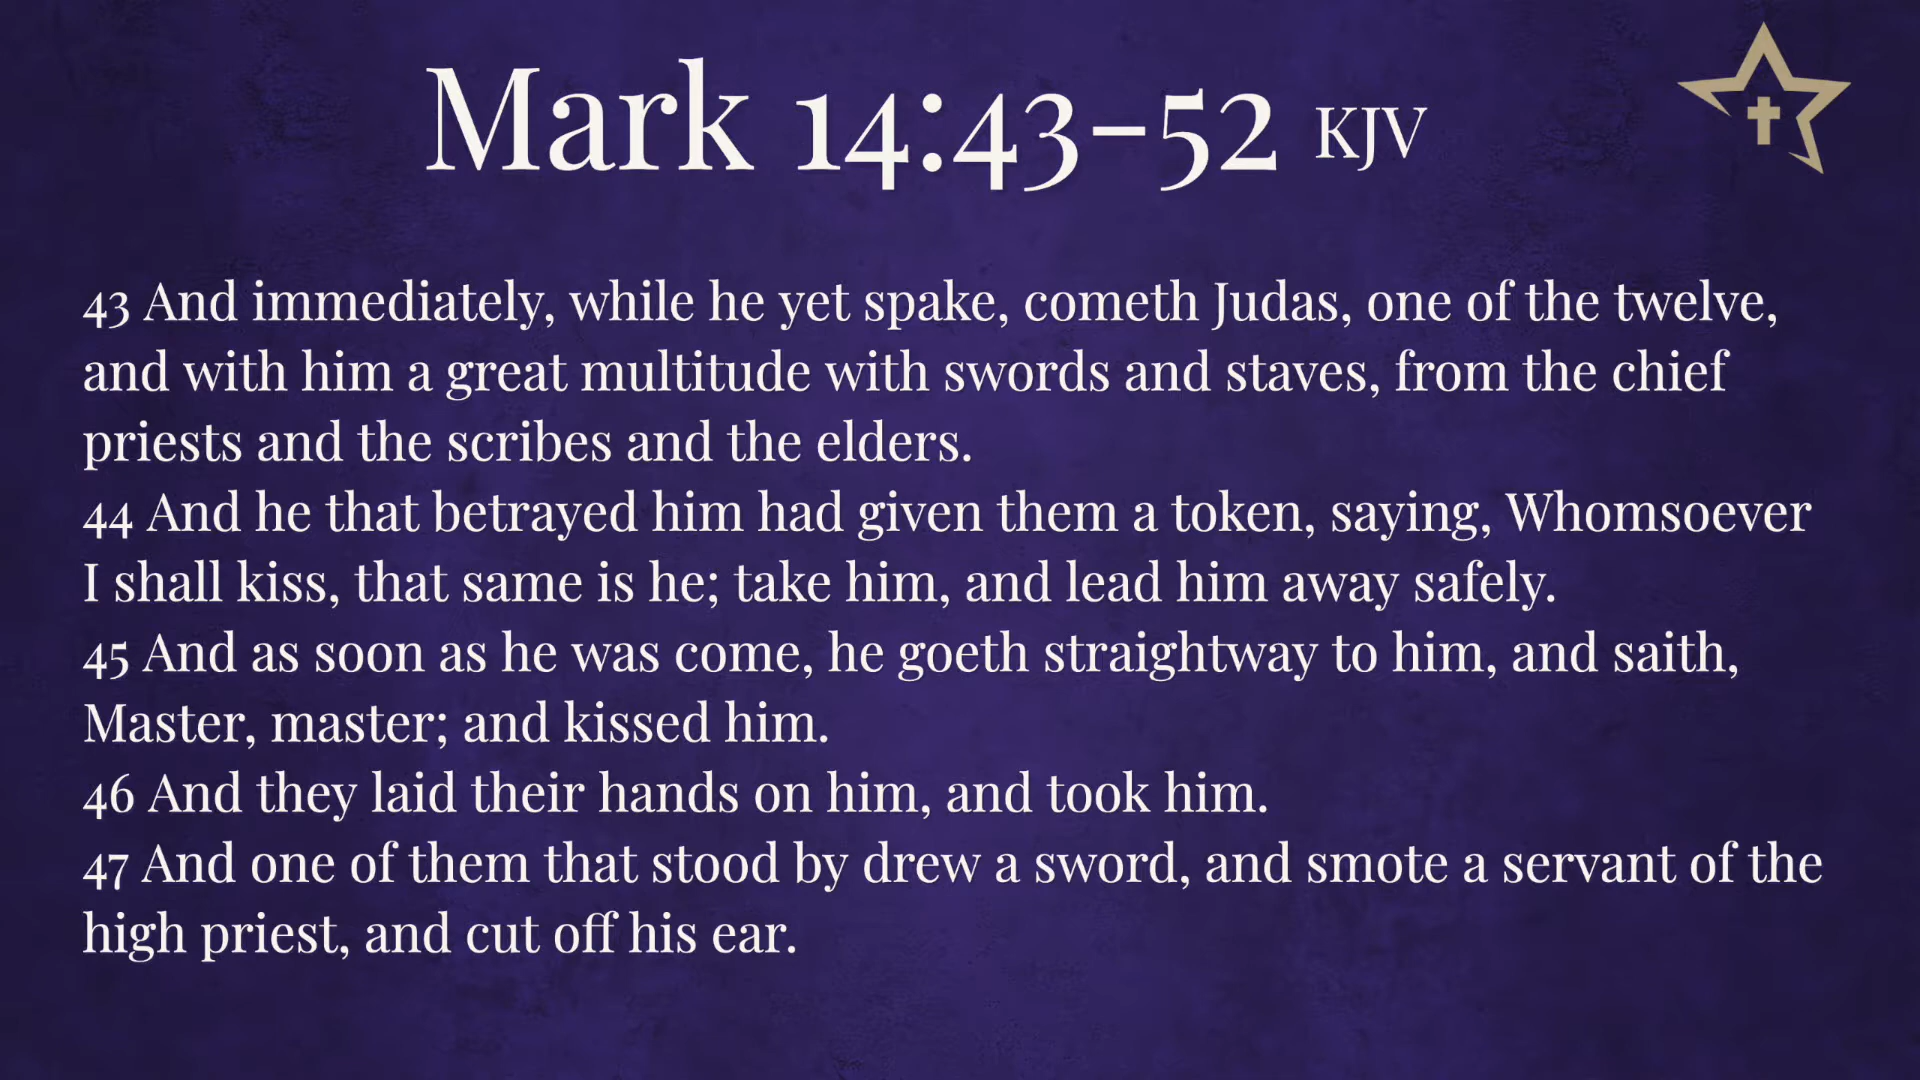 Mark 14:43-52 KJV
43 And immediately, while he yet spake, cometh Judas, one of the twelve,
and with him a great multitude with swords and staves, from the chief
priests and the scribes and the elders.
44 And he that betrayed him had given them a token, saying, Whomsoever
I shall kiss, that same is he; take him, and lead him away safely.
45 And as soon as he was come, he goeth straightway to him, and saith,
Master, master; and kissed him.
46 And they laid their hands on him, and took him.
47 And one of them that stood by drew a sword, and smote a servant of the
high priest, and cut off his ear.